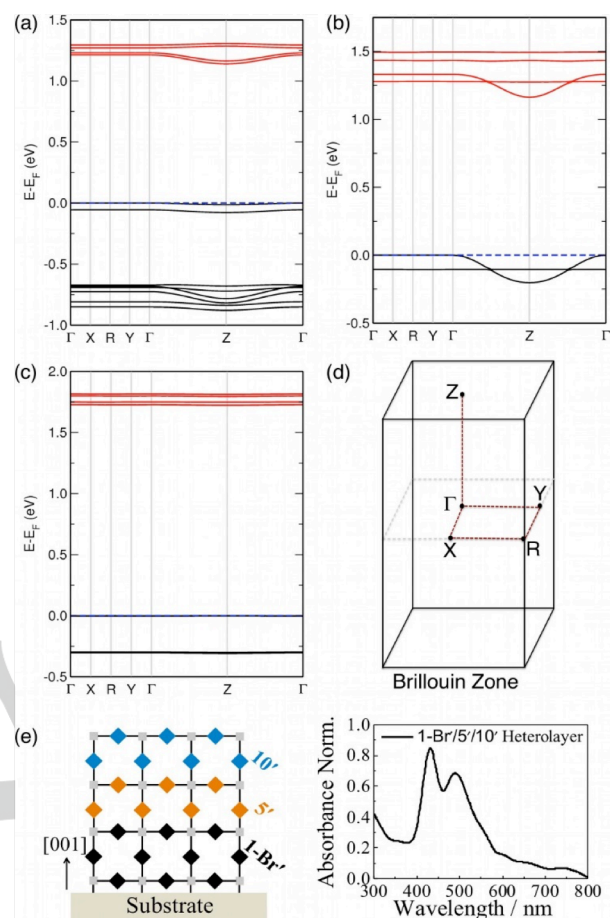 (a)
1.5
1.0
0.5
0.0
-0.5
-1.0
E-E_F (eV)
Γ X R Y Γ Z Γ
(b)
1.5
1.0
0.5
0.0
-0.5
E-E_F (eV)
Γ X R Y Γ Z Γ
(c)
2.0
1.5
1.0
0.5
0.0
-0.5
E-E_F (eV)
Γ X R Y Γ Z Γ
(d)
Z
Γ
Y
X
R
Brillouin Zone
(e)
10'
5'
1-Br'
[001]
Substrate
Absorbance Norm.
1.0
0.8
0.6
0.4
0.2
0.0
1-Br'/5'/10' Heterolayer
300 400 500 600 700 800
Wavelength / nm